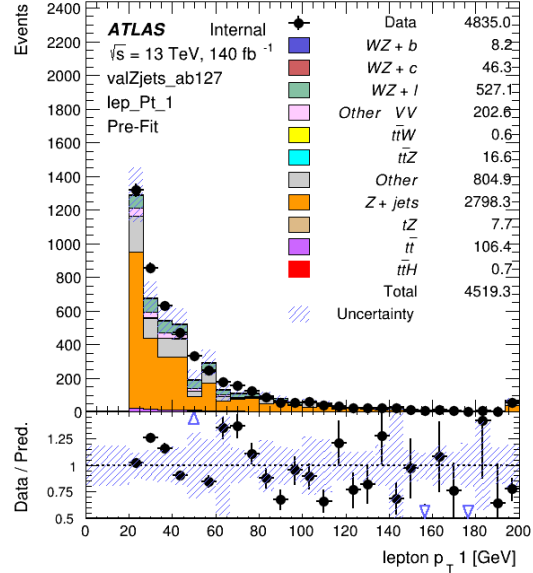 Events
2400
2200
2000
1800
1600
1400
1200
1000
800
600
400
200
0
ATLAS Internal
√s = 13 TeV, 140 fb⁻¹
valZjets_ab127
lep_Pt_1
Pre-Fit
Data 4835.0
WZ + b 8.2
WZ + c 46.3
WZ + l 527.1
Other VV 202.6
tt̄W 0.6
tt̄Z 16.6
Other 804.9
Z + jets 2798.3
tZ 7.7
tt̄ 106.4
tt̄H 0.7
Total 4519.3
Uncertainty
Data / Pred.
1.25
1
0.75
0.5
0 20 40 60 80 100 120 140 160 180 200
lepton p_T 1 [GeV]